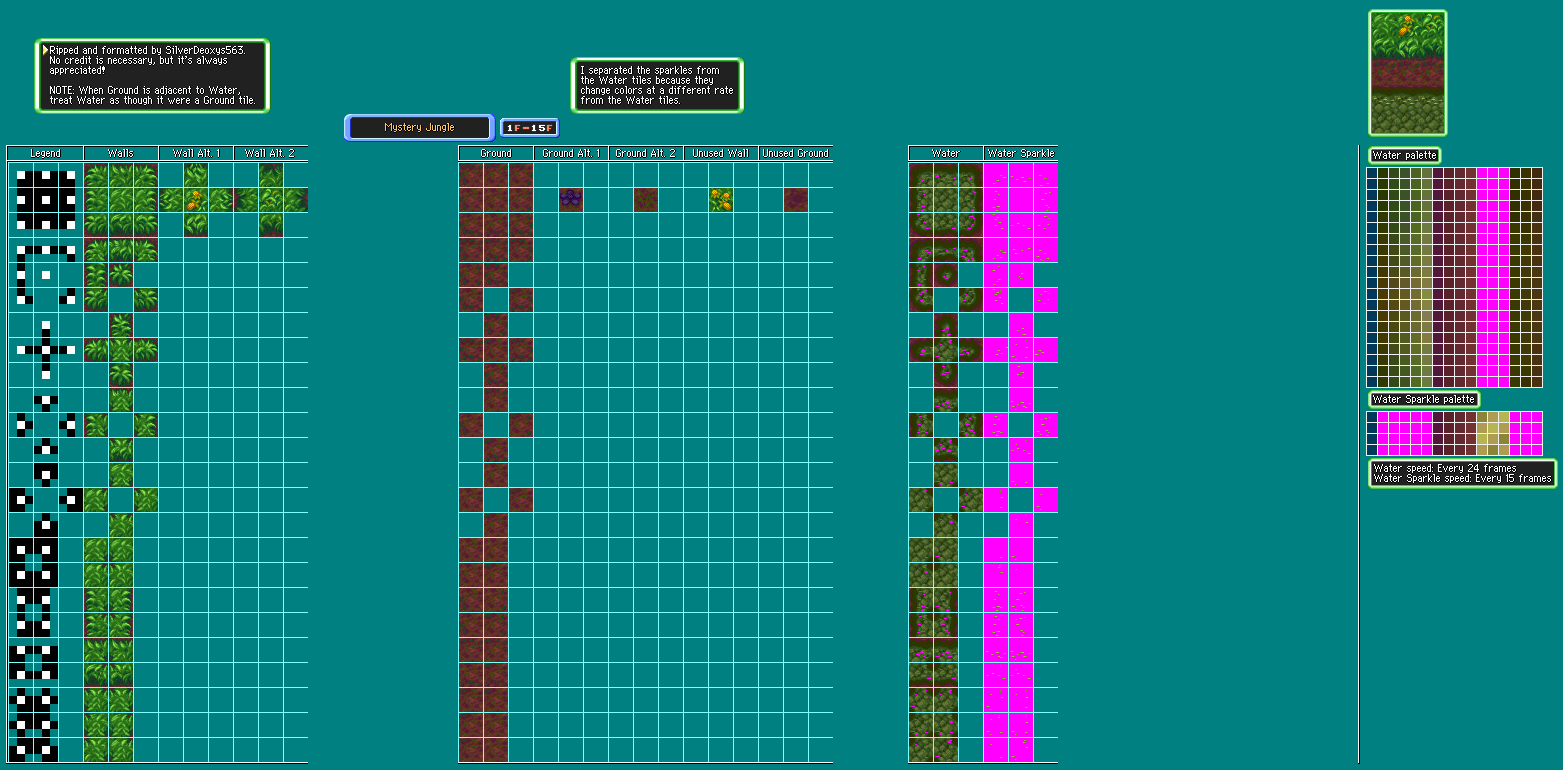 Ripped and formatted by SilverDeoxys563.
No credit is necessary, but it's always
appreciated!
NOTE: When Ground is adjacent to Water,
treat Water as though it were a Ground tile.
I separated the sparkles from
the Water tiles because they
change colors at a different rate
from the Water tiles.
Mystery Jungle
1F-15F
Legend
Walls
Wall Alt. 1
Wall Alt. 2
Ground
Ground Alt. 1
Ground Alt. 2
Unused Wall
Unused Ground
Water
Water Sparkle
Water palette
Water Sparkle palette
Water speed: Every 24 frames
Water Sparkle speed: Every 15 frames